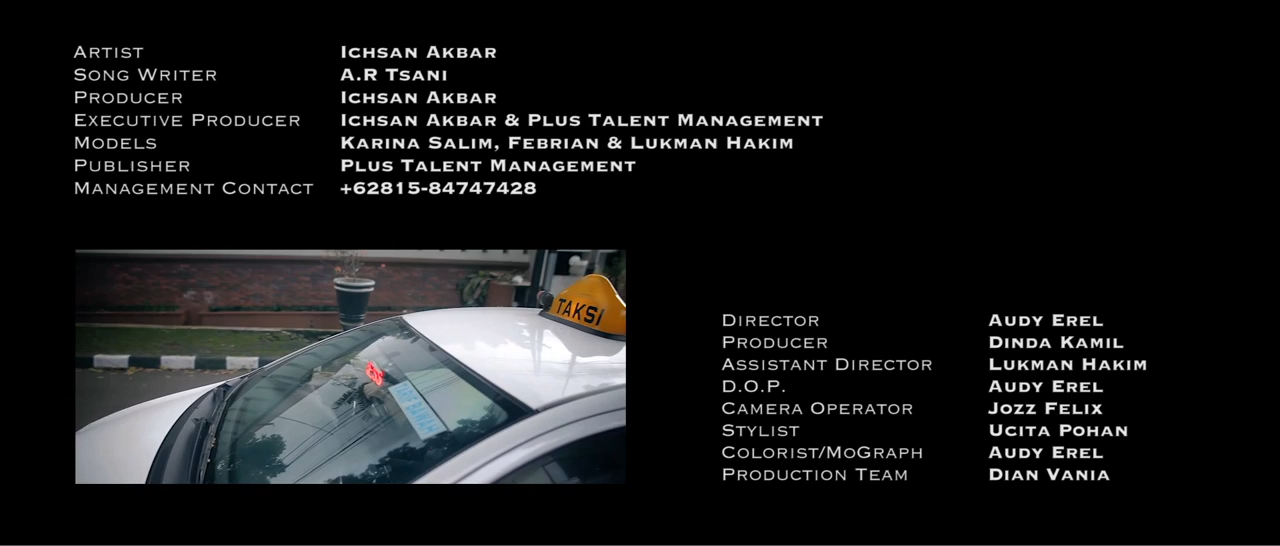 Artist Ichsan Akbar
Song Writer A.R Tsani
Producer Ichsan Akbar
Executive Producer Ichsan Akbar & Plus Talent Management
Models Karina Salim, Febrian & Lukman Hakim
Publisher Plus Talent Management
Management Contact +62815-84747428
TAKSI
Director Audy Erel
Producer Dinda Kamil
Assistant Director Lukman Hakim
D.O.P. Audy Erel
Camera Operator Jozz Felix
Stylist Ucita Pohan
Colorist/MoGraph Audy Erel
Production Team Dian Vania